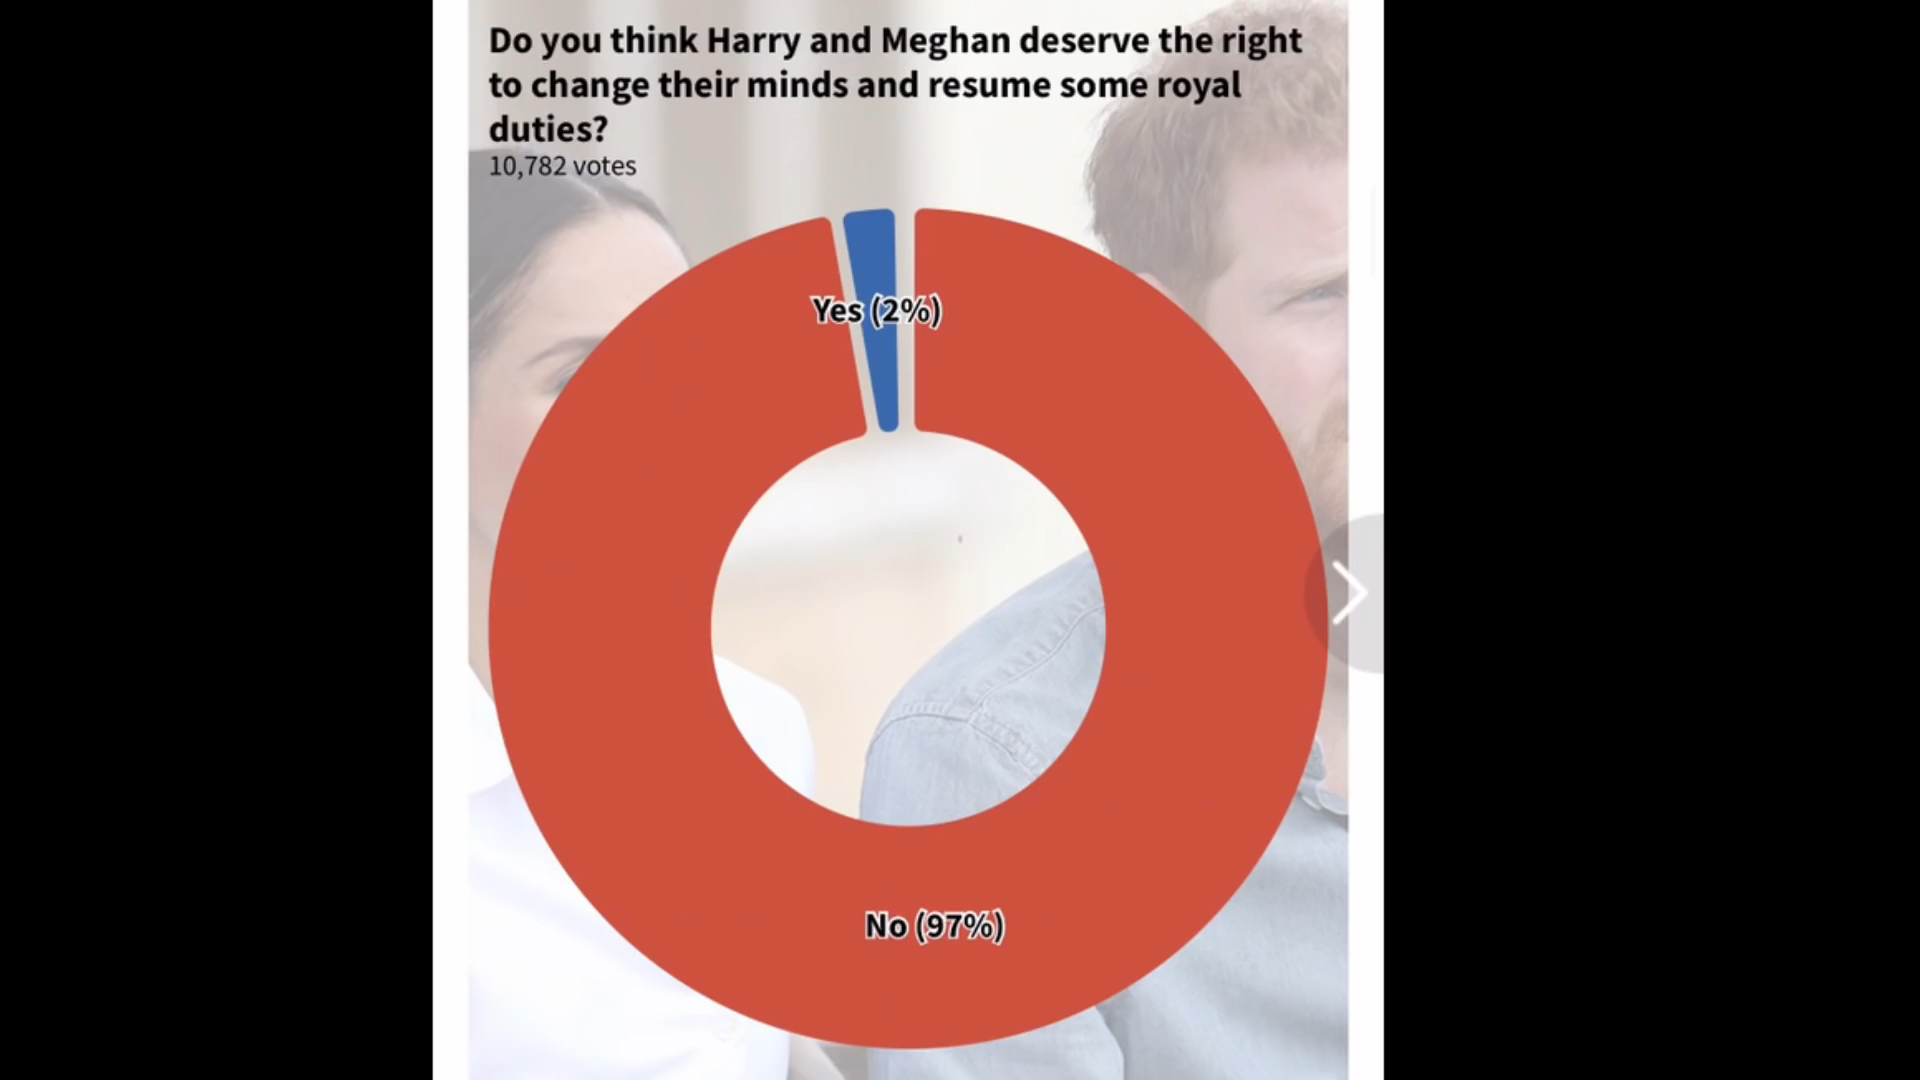 Do you think Harry and Meghan deserve the right
to change their minds and resume some royal
duties?
10,782 votes
Yes (2%)
No (97%)